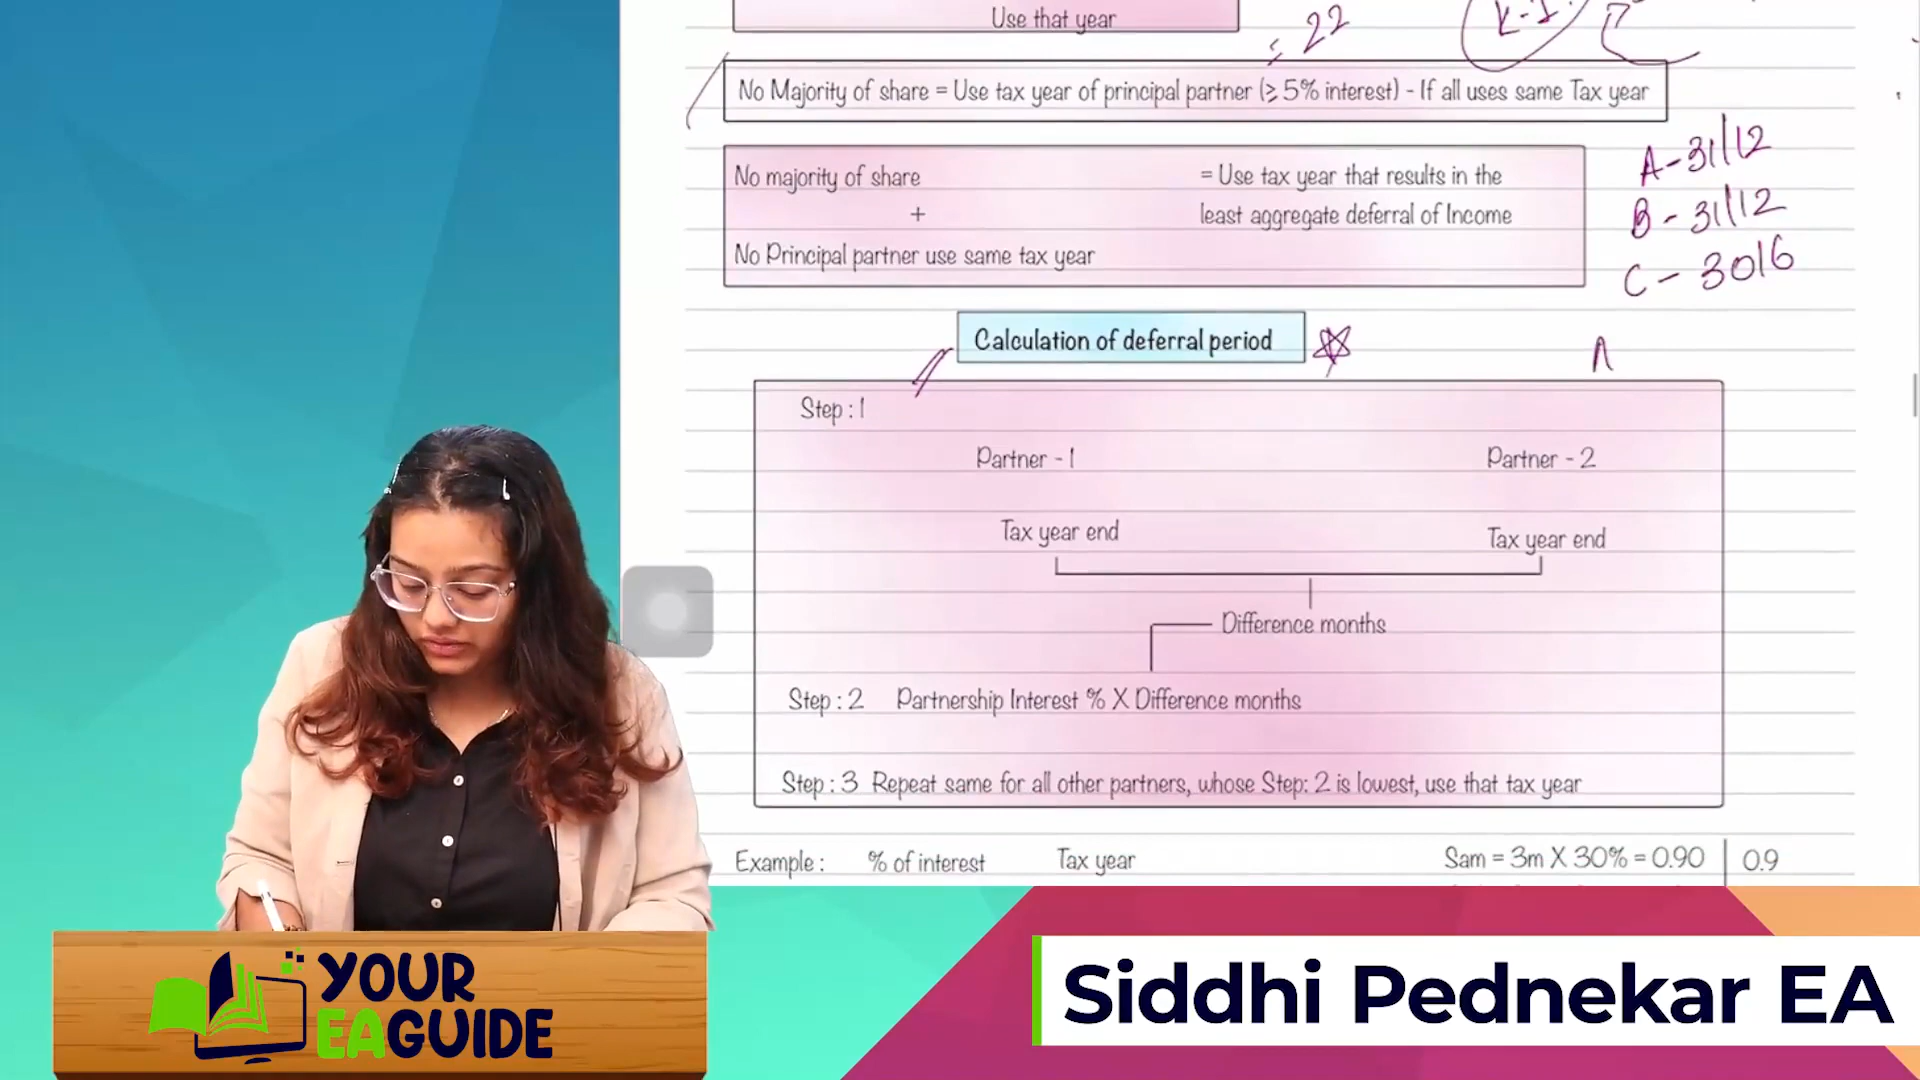 Use that year
= 22
K-1
No Majority of share = Use tax year of principal partner (≥ 5% interest) - If all uses same Tax year
No majority of share = Use tax year that results in the
+ least aggregate deferral of Income
No Principal partner use same tax year
A - 31/12
B - 31/12
C - 30/6
Calculation of deferral period
Step : 1
Partner - 1 Partner - 2
Tax year end Tax year end
Difference months
Step : 2 Partnership Interest % X Difference months
Step : 3 Repeat same for all other partners, whose Step: 2 is lowest, use that tax year
Example : % of interest Tax year Sam = 3m X 30% = 0.90 0.9
YOUR
EAGUIDE
Siddhi Pednekar EA